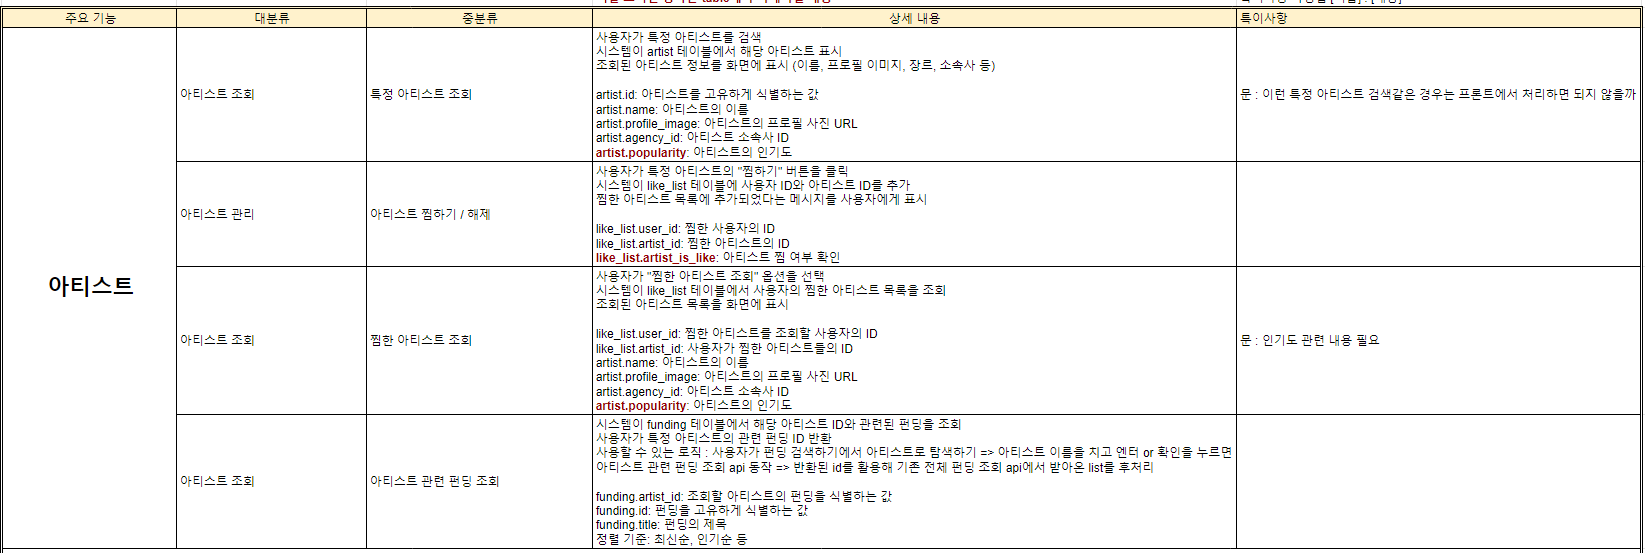 주요 기능
대분류
중분류
상세 내용
특이사항
아티스트
아티스트 조회
특정 아티스트 조회
사용자가 특정 아티스트를 검색
시스템이 artist 테이블에서 해당 아티스트 표시
조회된 아티스트 정보를 화면에 표시 (이름, 프로필 이미지, 장르, 소속사 등)
artist.id: 아티스트를 고유하게 식별하는 값
artist.name: 아티스트의 이름
artist.profile_image: 아티스트의 프로필 사진 URL
artist.agency_id: 아티스트 소속사 ID
artist.popularity: 아티스트의 인기도
문 : 이런 특정 아티스트 검색같은 경우는 프론트에서 처리하면 되지 않을까
아티스트 관리
아티스트 찜하기 / 해제
사용자가 특정 아티스트의 "찜하기" 버튼을 클릭
시스템이 like_list 테이블에 사용자 ID와 아티스트 ID를 추가
찜한 아티스트 목록에 추가되었다는 메시지를 사용자에게 표시
like_list.user_id: 찜한 사용자의 ID
like_list.artist_id: 찜한 아티스트의 ID
like_list.artist_is_like: 아티스트 찜 여부 확인
아티스트 조회
찜한 아티스트 조회
사용자가 "찜한 아티스트 조회" 옵션을 선택
시스템이 like_list 테이블에서 사용자의 찜한 아티스트 목록을 조회
조회된 아티스트 목록을 화면에 표시
like_list.user_id: 찜한 아티스트를 조회할 사용자의 ID
like_list.artist_id: 사용자가 찜한 아티스트들의 ID
artist.name: 아티스트의 이름
artist.profile_image: 아티스트의 프로필 사진 URL
artist.agency_id: 아티스트 소속사 ID
artist.popularity: 아티스트의 인기도
문 : 인기도 관련 내용 필요
아티스트 조회
아티스트 관련 펀딩 조회
시스템이 funding 테이블에서 해당 아티스트 ID와 관련된 펀딩을 조회
사용자가 특정 아티스트의 관련 펀딩 ID 반환
사용할 수 있는 로직 : 사용자가 펀딩 검색하기에서 아티스트로 탐색하기 => 아티스트 이름을 치고 엔터 or 확인을 누르면
아티스트 관련 펀딩 조회 api 동작 => 반환된 id를 활용해 기존 전체 펀딩 조회 api에서 받아온 list를 후처리
funding.artist_id: 조회할 아티스트의 펀딩을 식별하는 값
funding.id: 펀딩을 고유하게 식별하는 값
funding.title: 펀딩의 제목
정렬 기준: 최신순, 인기순 등